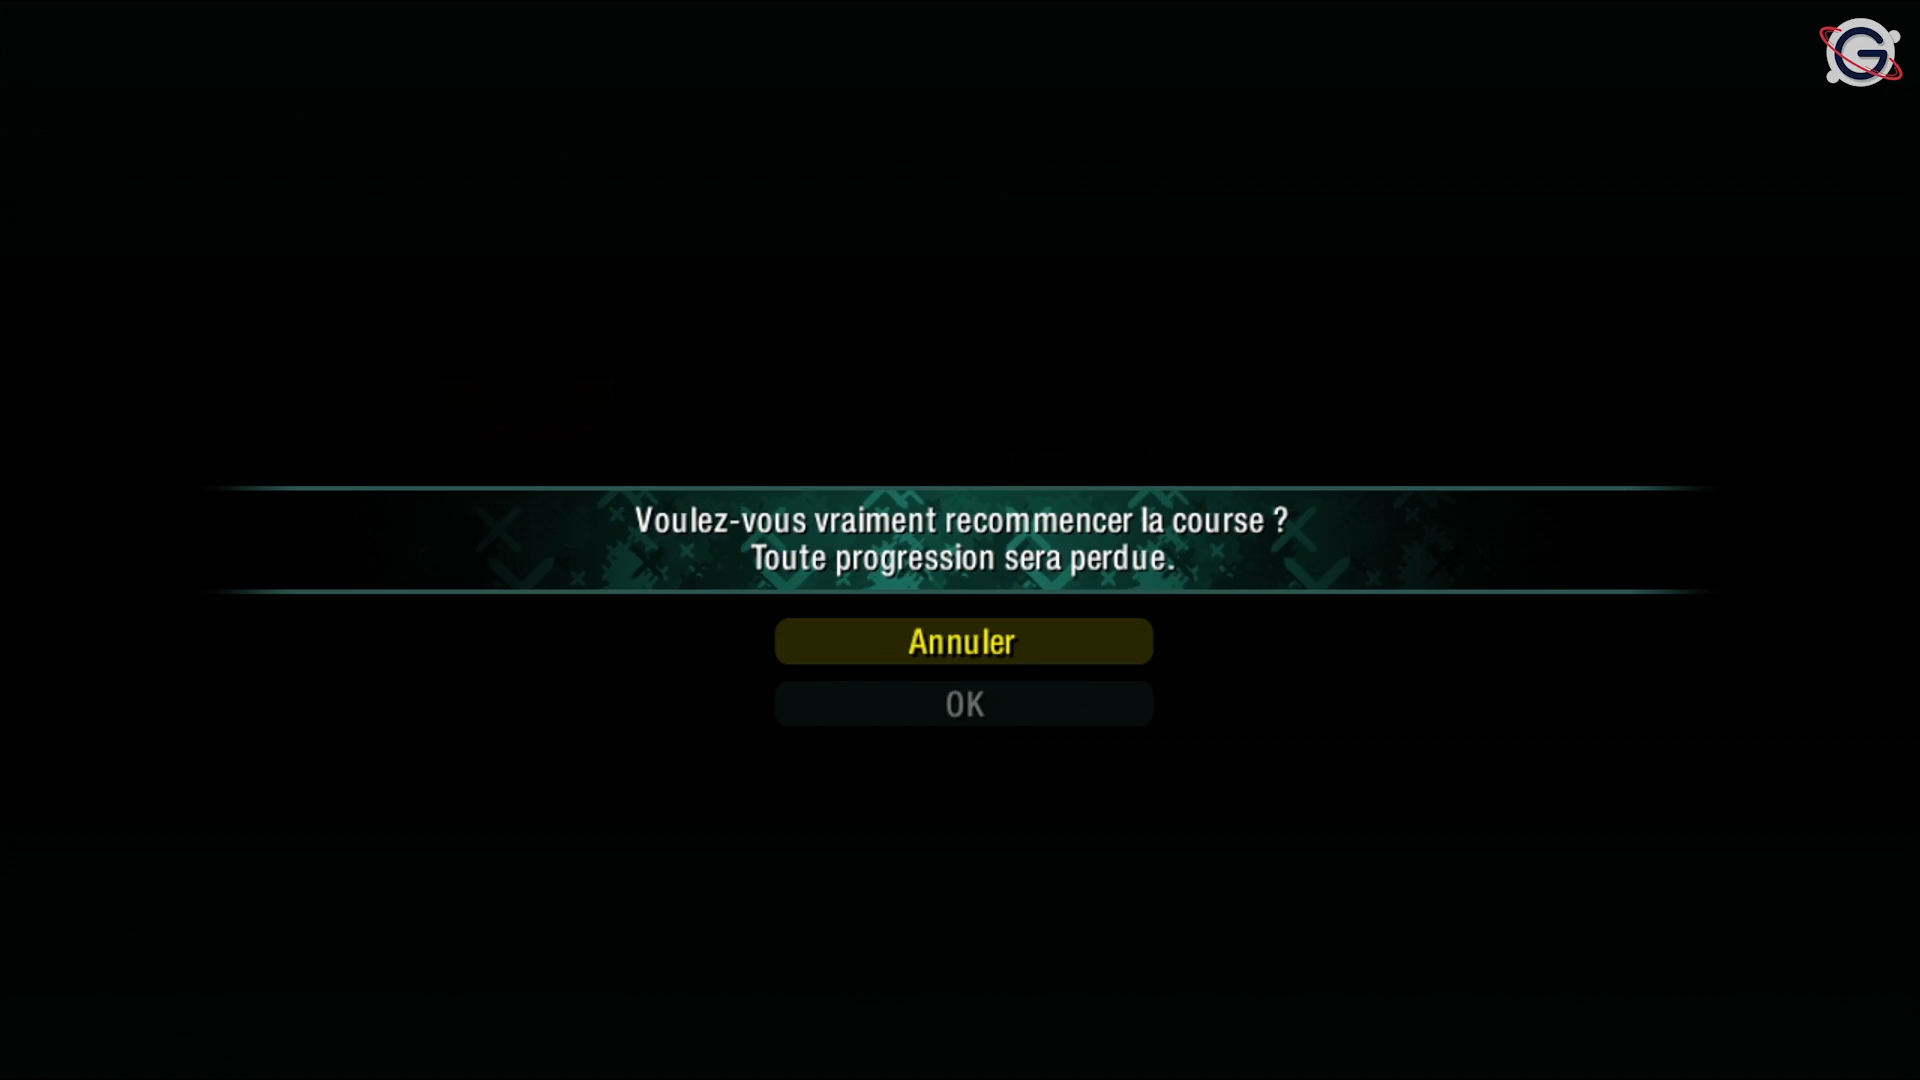 G
Voulez-vous vraiment recommencer la course ?
Toute progression sera perdue.
Annuler
OK